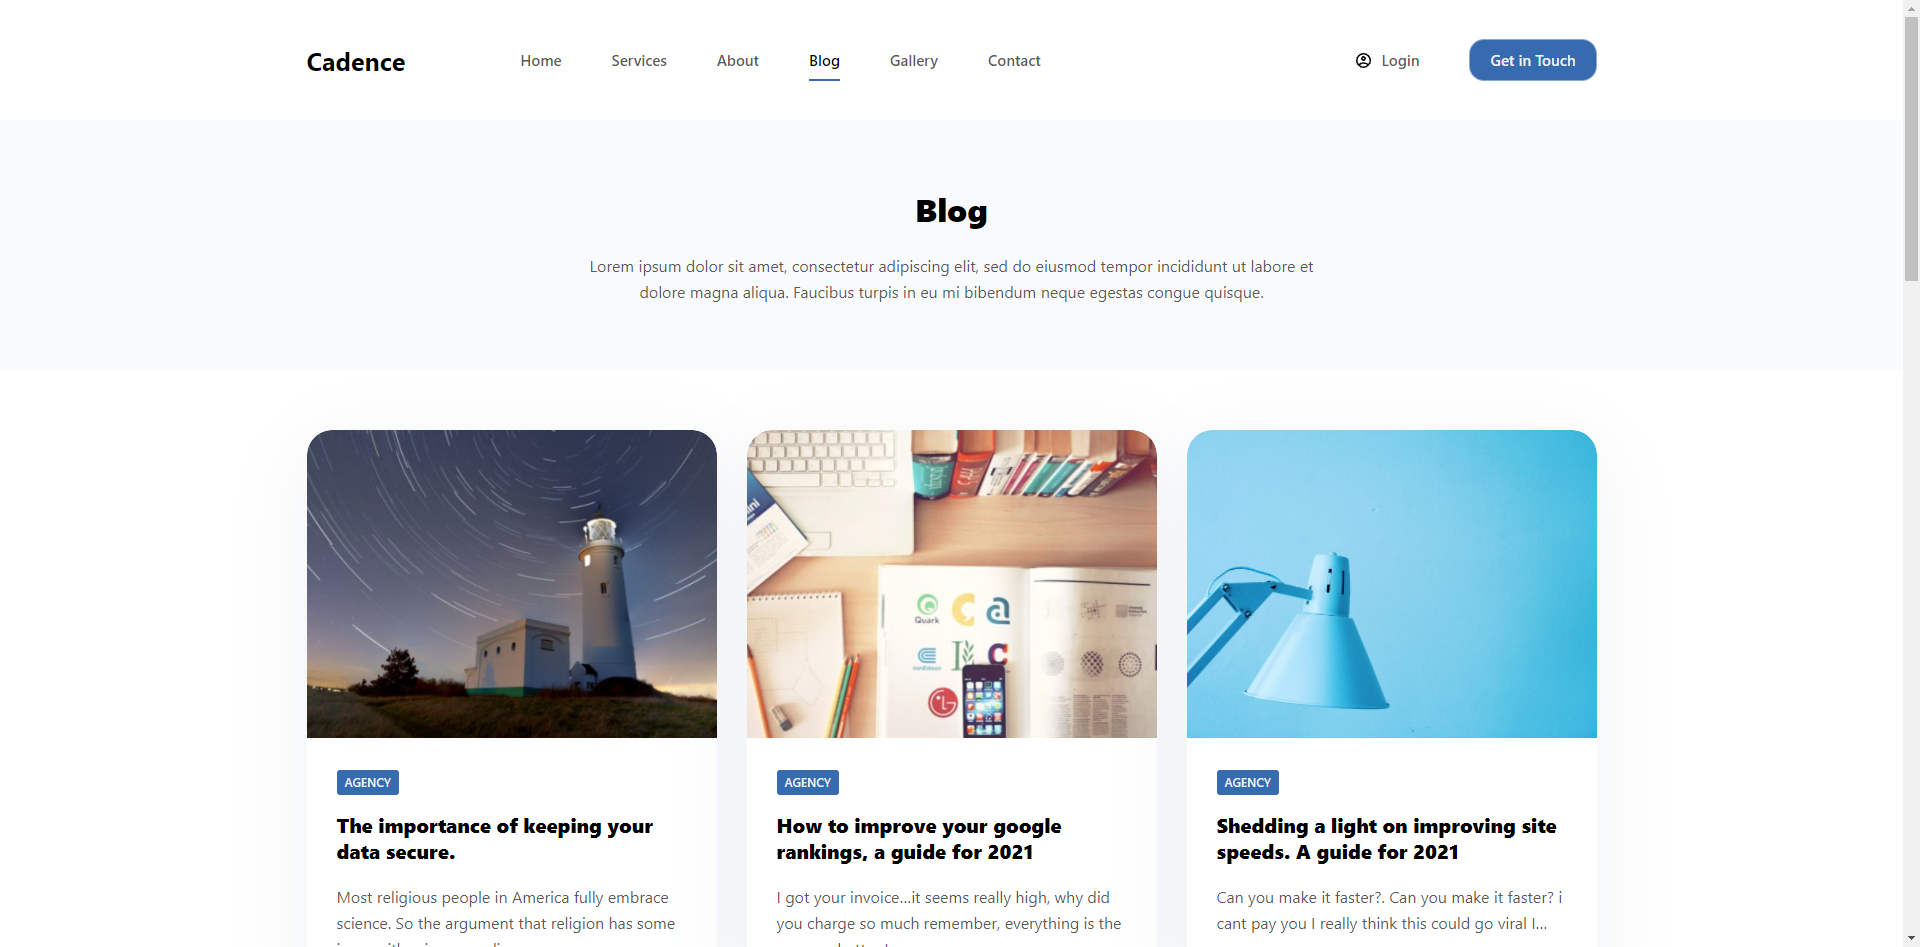 Cadence
Home
Services
About
Blog
Gallery
Contact
Login
Get in Touch
Blog
Lorem ipsum dolor sit amet, consectetur adipiscing elit, sed do eiusmod tempor incididunt ut labore et
dolore magna aliqua. Faucibus turpis in eu mi bibendum neque egestas congue quisque.
Quark
conEdison
LG
AGENCY
The importance of keeping your
data secure.
Most religious people in America fully embrace
science. So the argument that religion has some
AGENCY
How to improve your google
rankings, a guide for 2021
I got your invoice...it seems really high, why did
you charge so much remember, everything is the
AGENCY
Shedding a light on improving site
speeds. A guide for 2021
Can you make it faster?. Can you make it faster? i
cant pay you I really think this could go viral I...